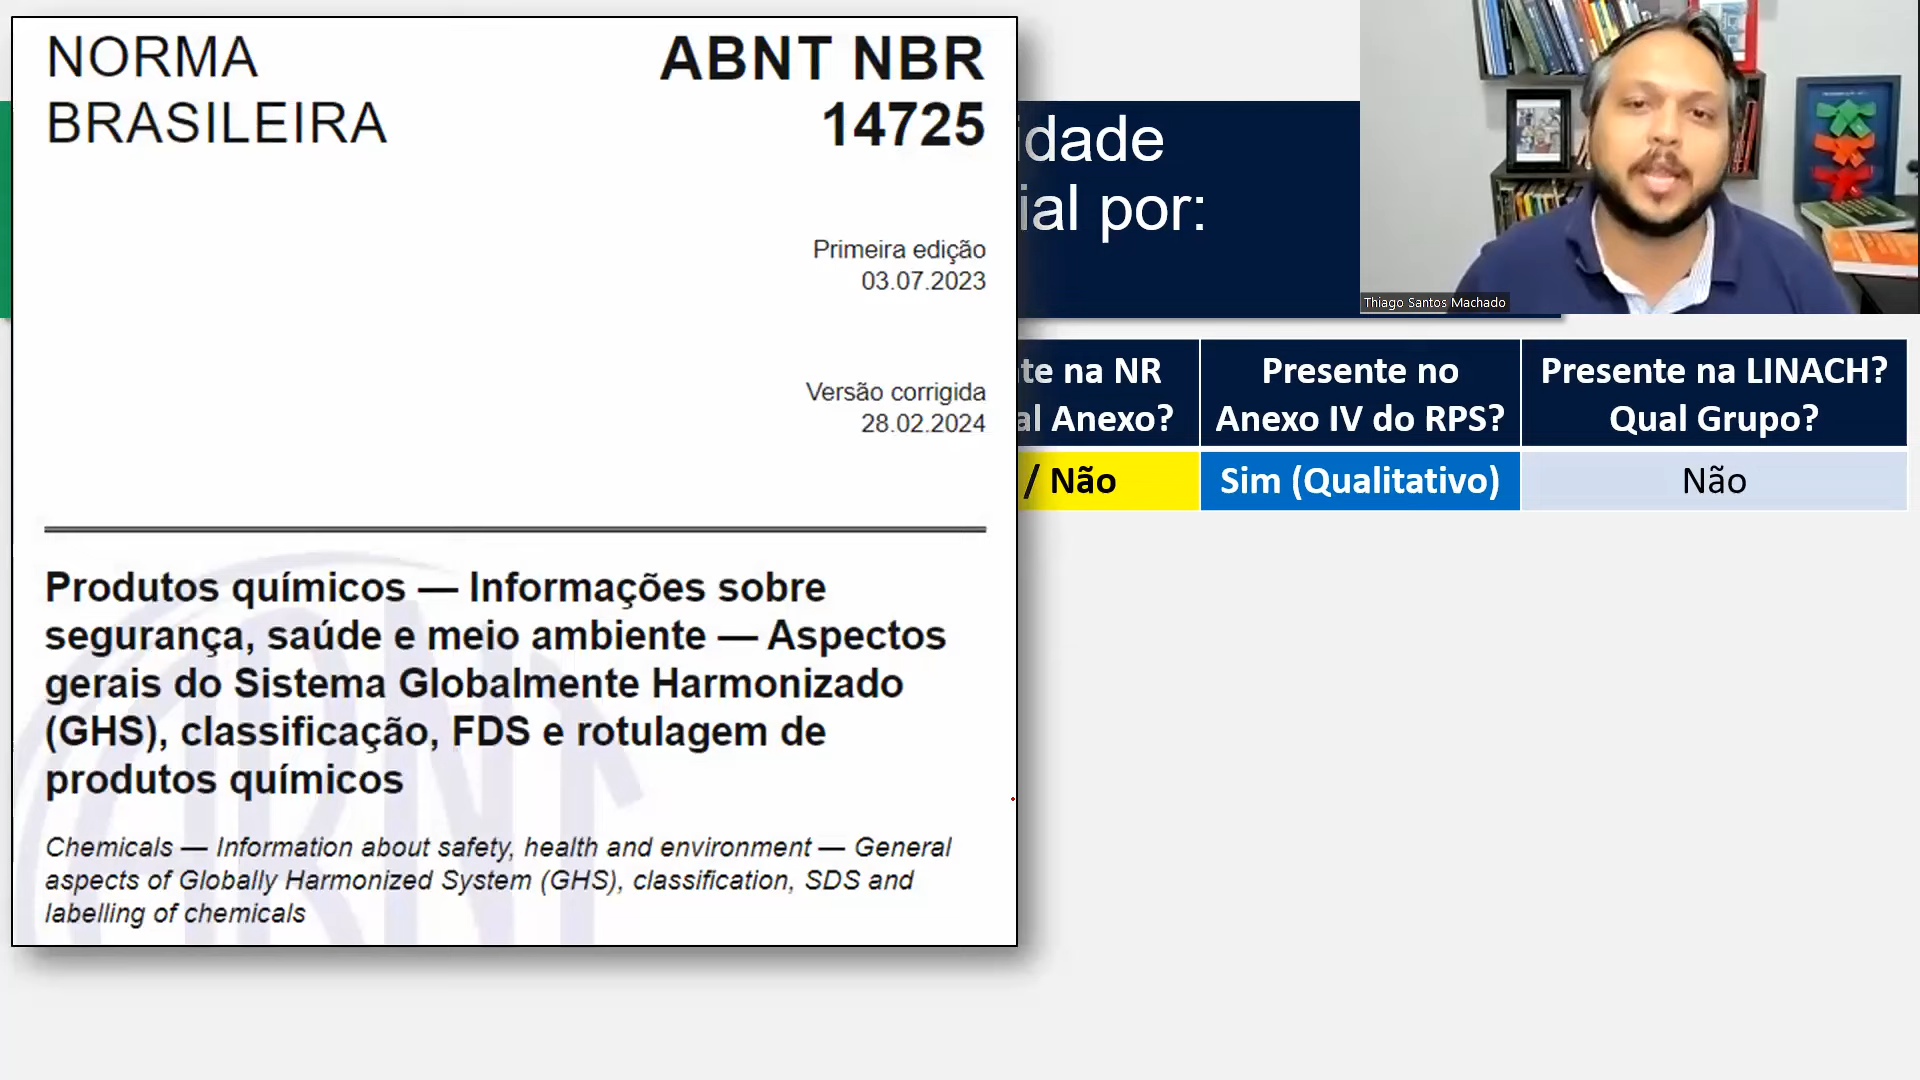 NORMA
BRASILEIRA
ABNT NBR
14725
Primeira edição
03.07.2023
Versão corrigida
28.02.2024
Produtos químicos — Informações sobre
segurança, saúde e meio ambiente — Aspectos
gerais do Sistema Globalmente Harmonizado
(GHS), classificação, FDS e rotulagem de
produtos químicos
Chemicals — Information about safety, health and environment — General
aspects of Globally Harmonized System (GHS), classification, SDS and
labelling of chemicals
idade
ial por:
Thiago Santos Machado
te na NR
al Anexo?
Presente no
Anexo IV do RPS?
Presente na LINACH?
Qual Grupo?
/ Não
Sim (Qualitativo)
Não